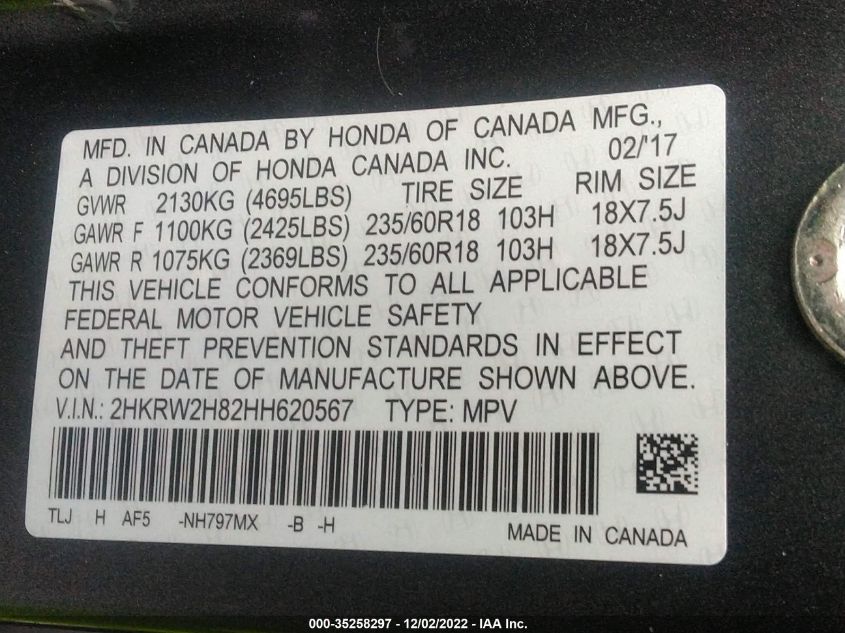 MFD. IN CANADA BY HONDA OF CANADA MFG.,
A DIVISION OF HONDA CANADA INC. 02/'17
GVWR 2130KG (4695LBS) TIRE SIZE RIM SIZE
GAWR F 1100KG (2425LBS) 235/60R18 103H 18X7.5J
GAWR R 1075KG (2369LBS) 235/60R18 103H 18X7.5J
THIS VEHICLE CONFORMS TO ALL APPLICABLE
FEDERAL MOTOR VEHICLE SAFETY
AND THEFT PREVENTION STANDARDS IN EFFECT
ON THE DATE OF MANUFACTURE SHOWN ABOVE.
V.I.N.: 2HKRW2H82HH620567 TYPE: MPV
TLJ H AF5 -NH797MX -B -H
MADE IN CANADA
000-35258297 - 12/02/2022 - IAA Inc.